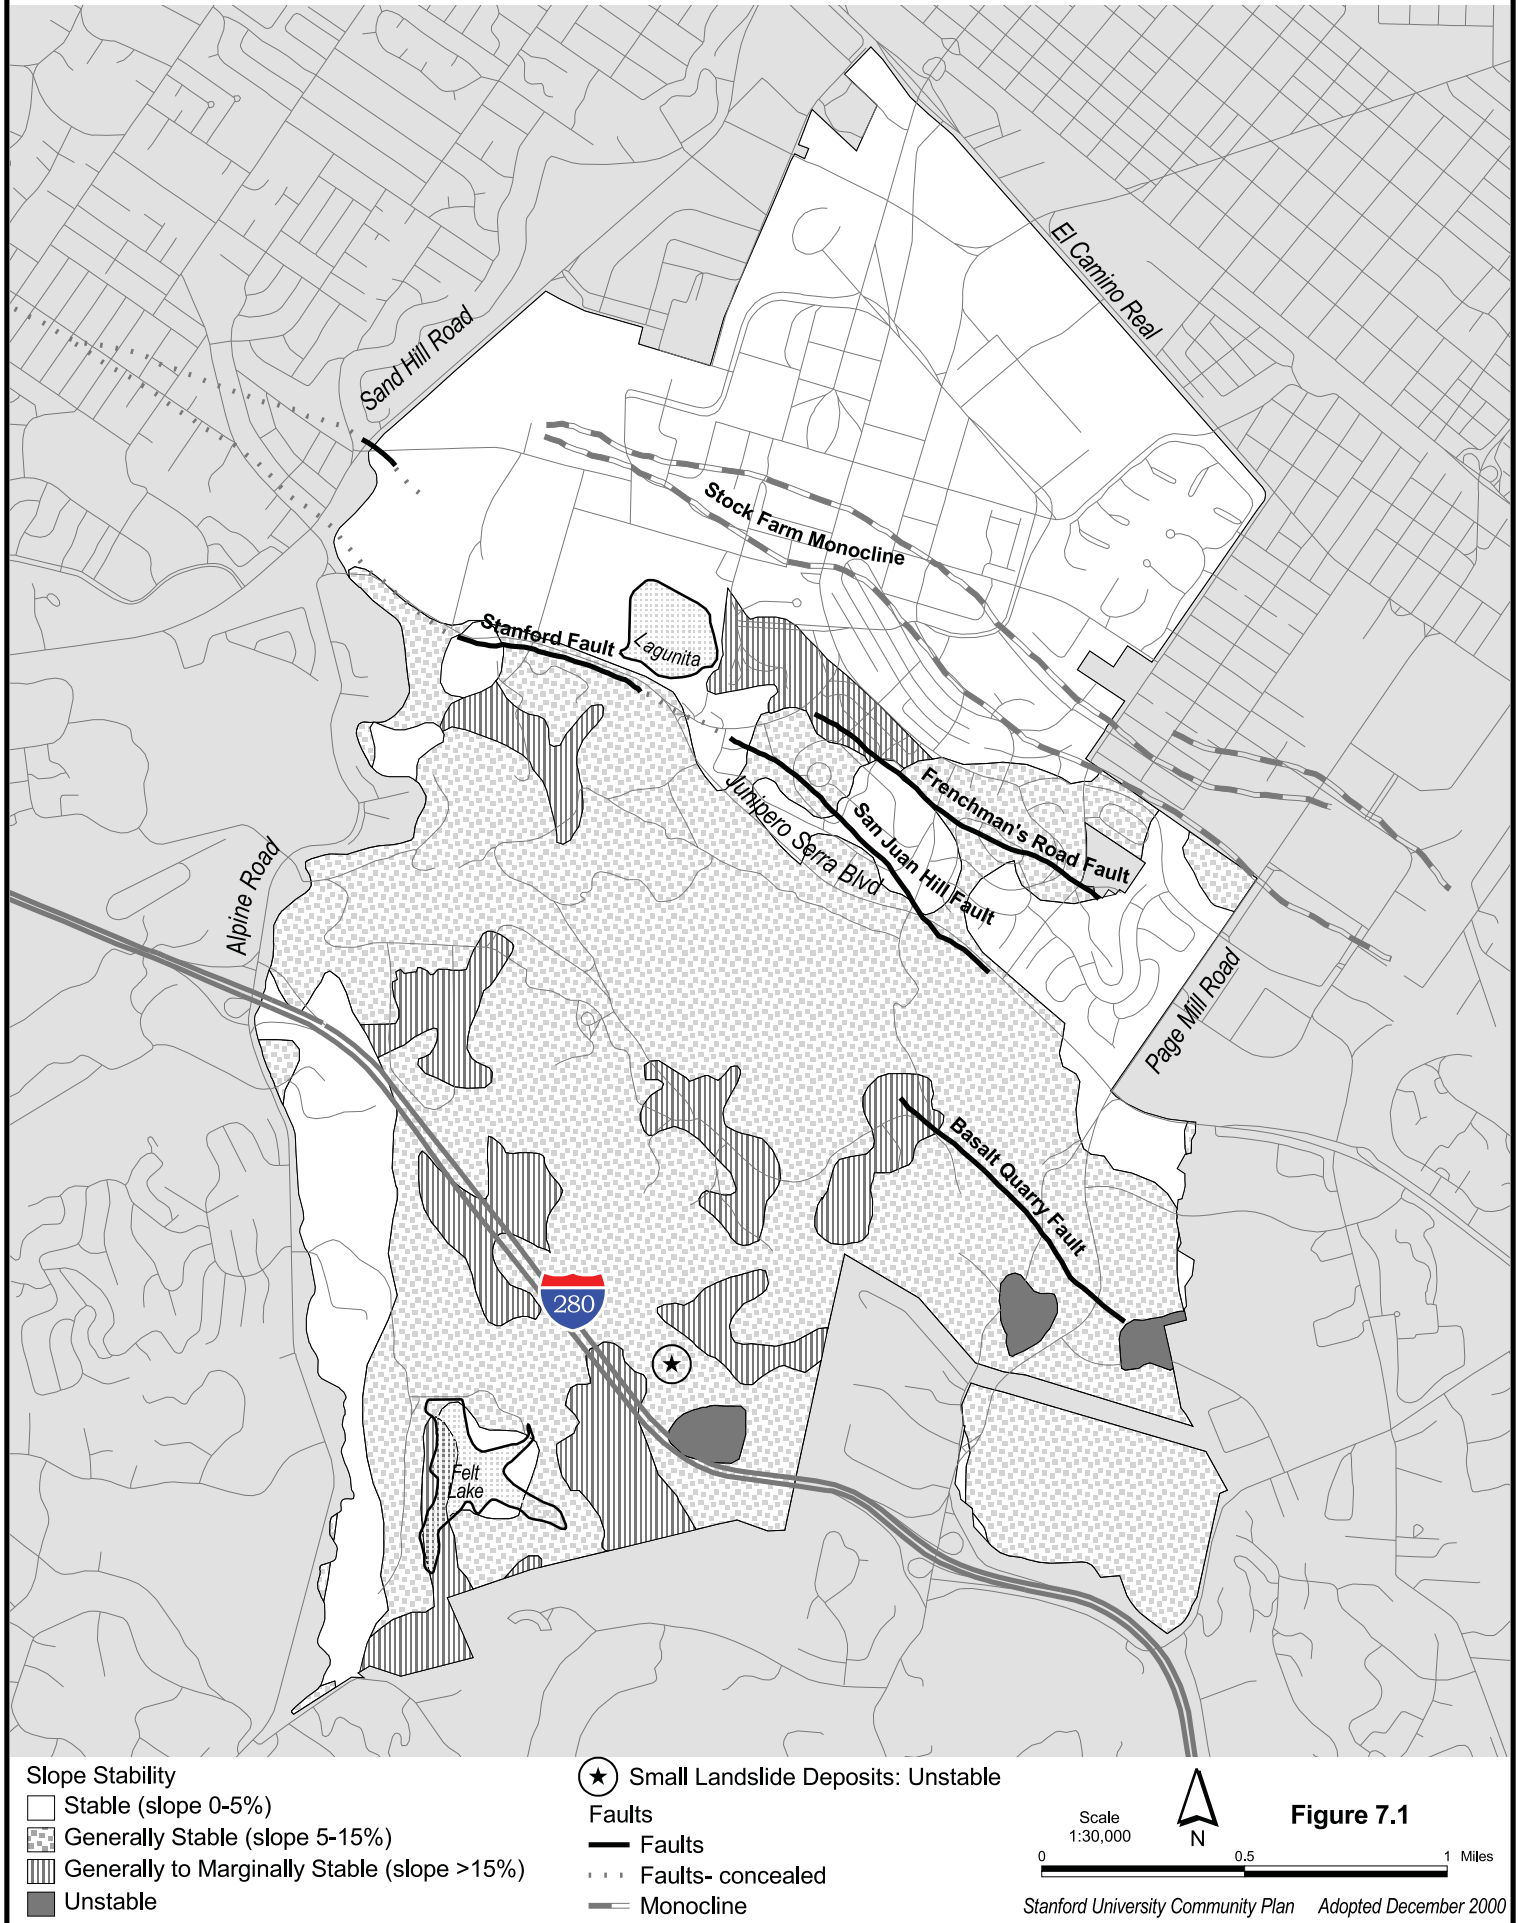 El Camino Real
Sand Hill Road
Stock Farm Monocline
Stanford Fault
Lagunita
Frenchman's Road Fault
San Juan Hill Fault
Junipero Serra Blvd
Alpine Road
Page Mill Road
Basalt Quarry Fault
280
Felt
Lake
Slope Stability
Stable (slope 0-5%)
Generally Stable (slope 5-15%)
Generally to Marginally Stable (slope >15%)
Unstable
Small Landslide Deposits: Unstable
Faults
Faults
Faults- concealed
Monocline
Scale
1:30,000
N
Figure 7.1
0 0.5 1 Miles
Stanford University Community Plan Adopted December 2000